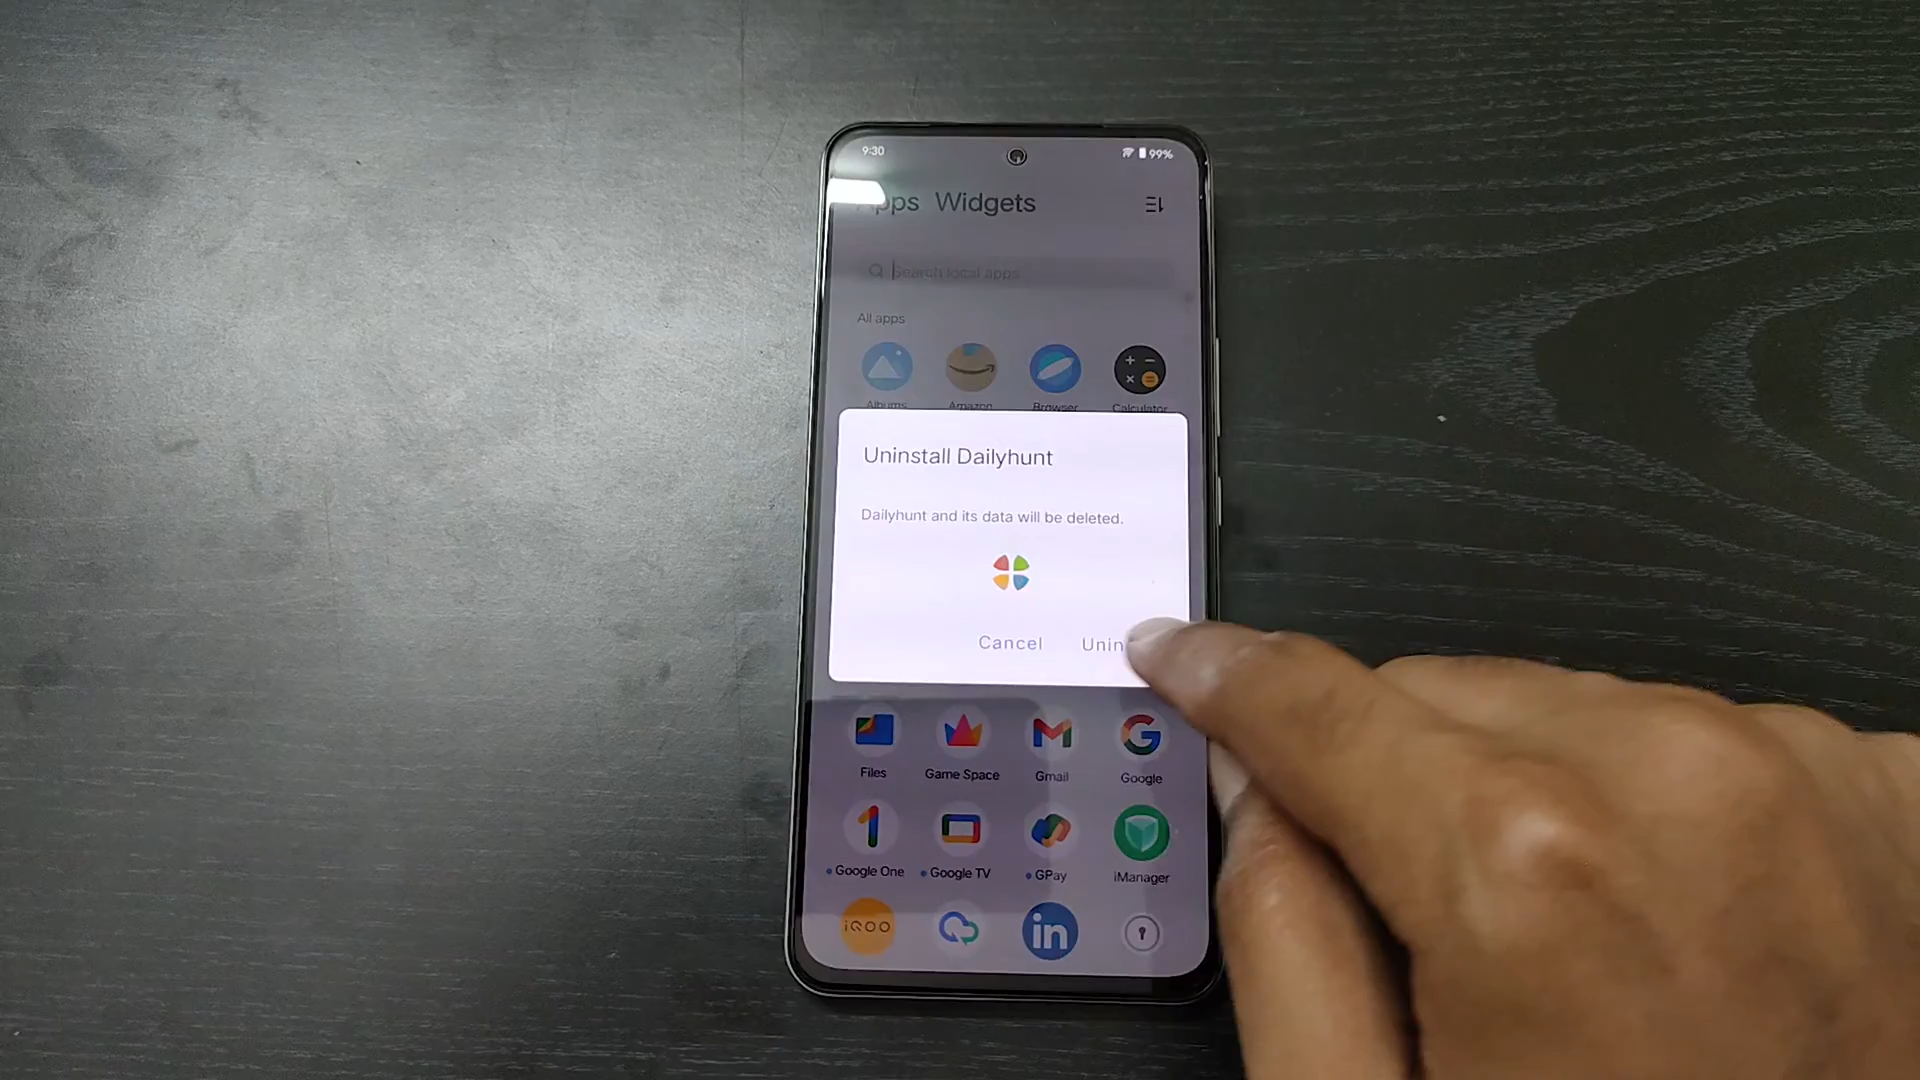 9:30
99%
Apps Widgets
Search local apps
All apps
Albums Amazon Browser Calculator
Uninstall Dailyhunt
Dailyhunt and its data will be deleted.
Cancel Unin
Files Game Space Gmail Google
Google One Google TV GPay iManager
iQOO
in